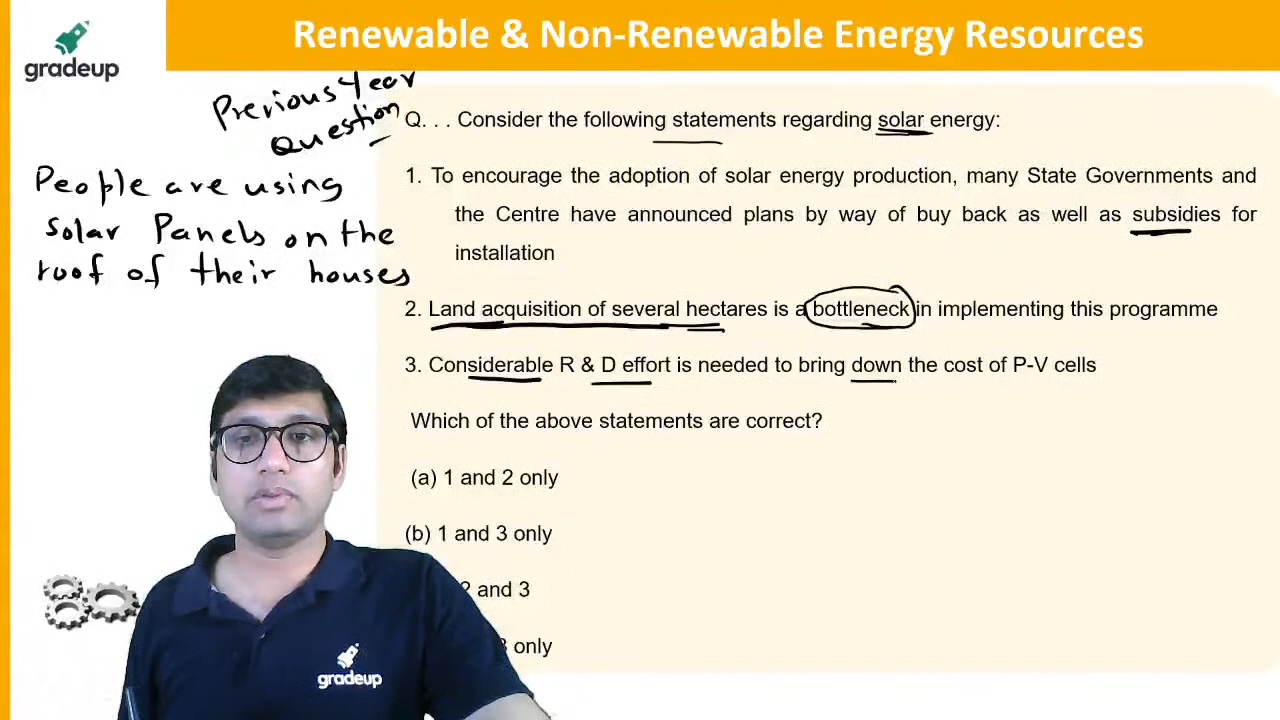 Renewable & Non-Renewable Energy Resources
gradeup
Previous Year
Question
People are using
Solar Panels on the
roof of their houses
Q. . . Consider the following statements regarding solar energy:
1. To encourage the adoption of solar energy production, many State Governments and
the Centre have announced plans by way of buy back as well as subsidies for
installation
2. Land acquisition of several hectares is a bottleneck in implementing this programme
3. Considerable R & D effort is needed to bring down the cost of P-V cells
Which of the above statements are correct?
(a) 1 and 2 only
(b) 1 and 3 only
2 and 3
only
gradeup